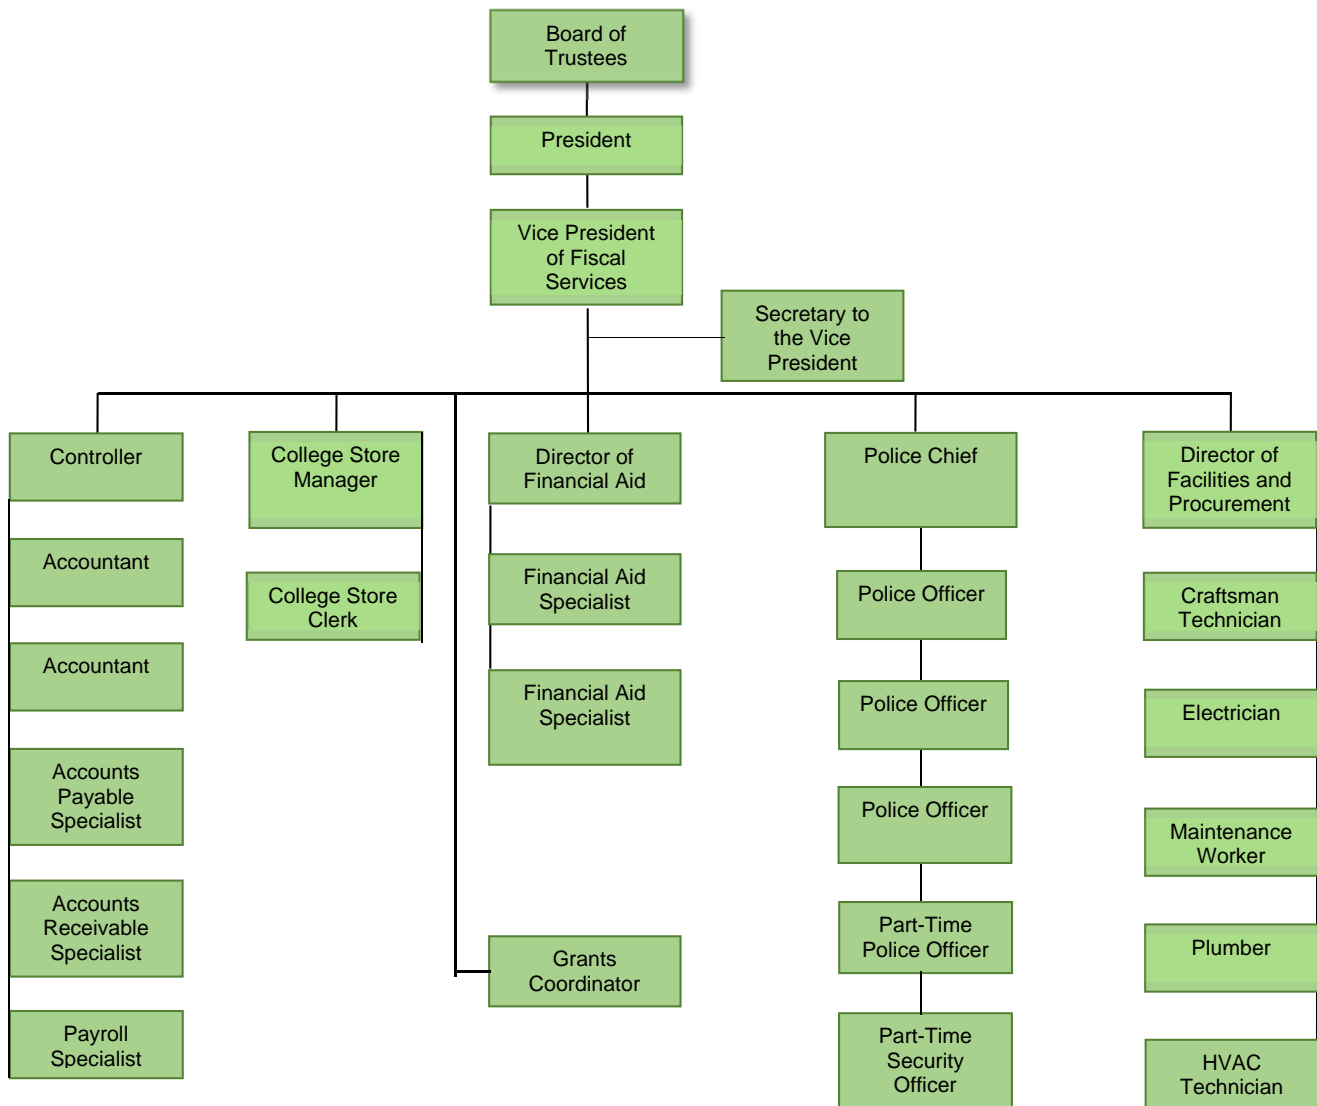 Board of
Trustees
President
Vice President
of Fiscal
Services
Secretary to
the Vice
President
Controller
Accountant
Accountant
Accounts
Payable
Specialist
Accounts
Receivable
Specialist
Payroll
Specialist
College Store
Manager
College Store
Clerk
Director of
Financial Aid
Financial Aid
Specialist
Financial Aid
Specialist
Grants
Coordinator
Police Chief
Police Officer
Police Officer
Police Officer
Part-Time
Police Officer
Part-Time
Security
Officer
Director of
Facilities and
Procurement
Craftsman
Technician
Electrician
Maintenance
Worker
Plumber
HVAC
Technician